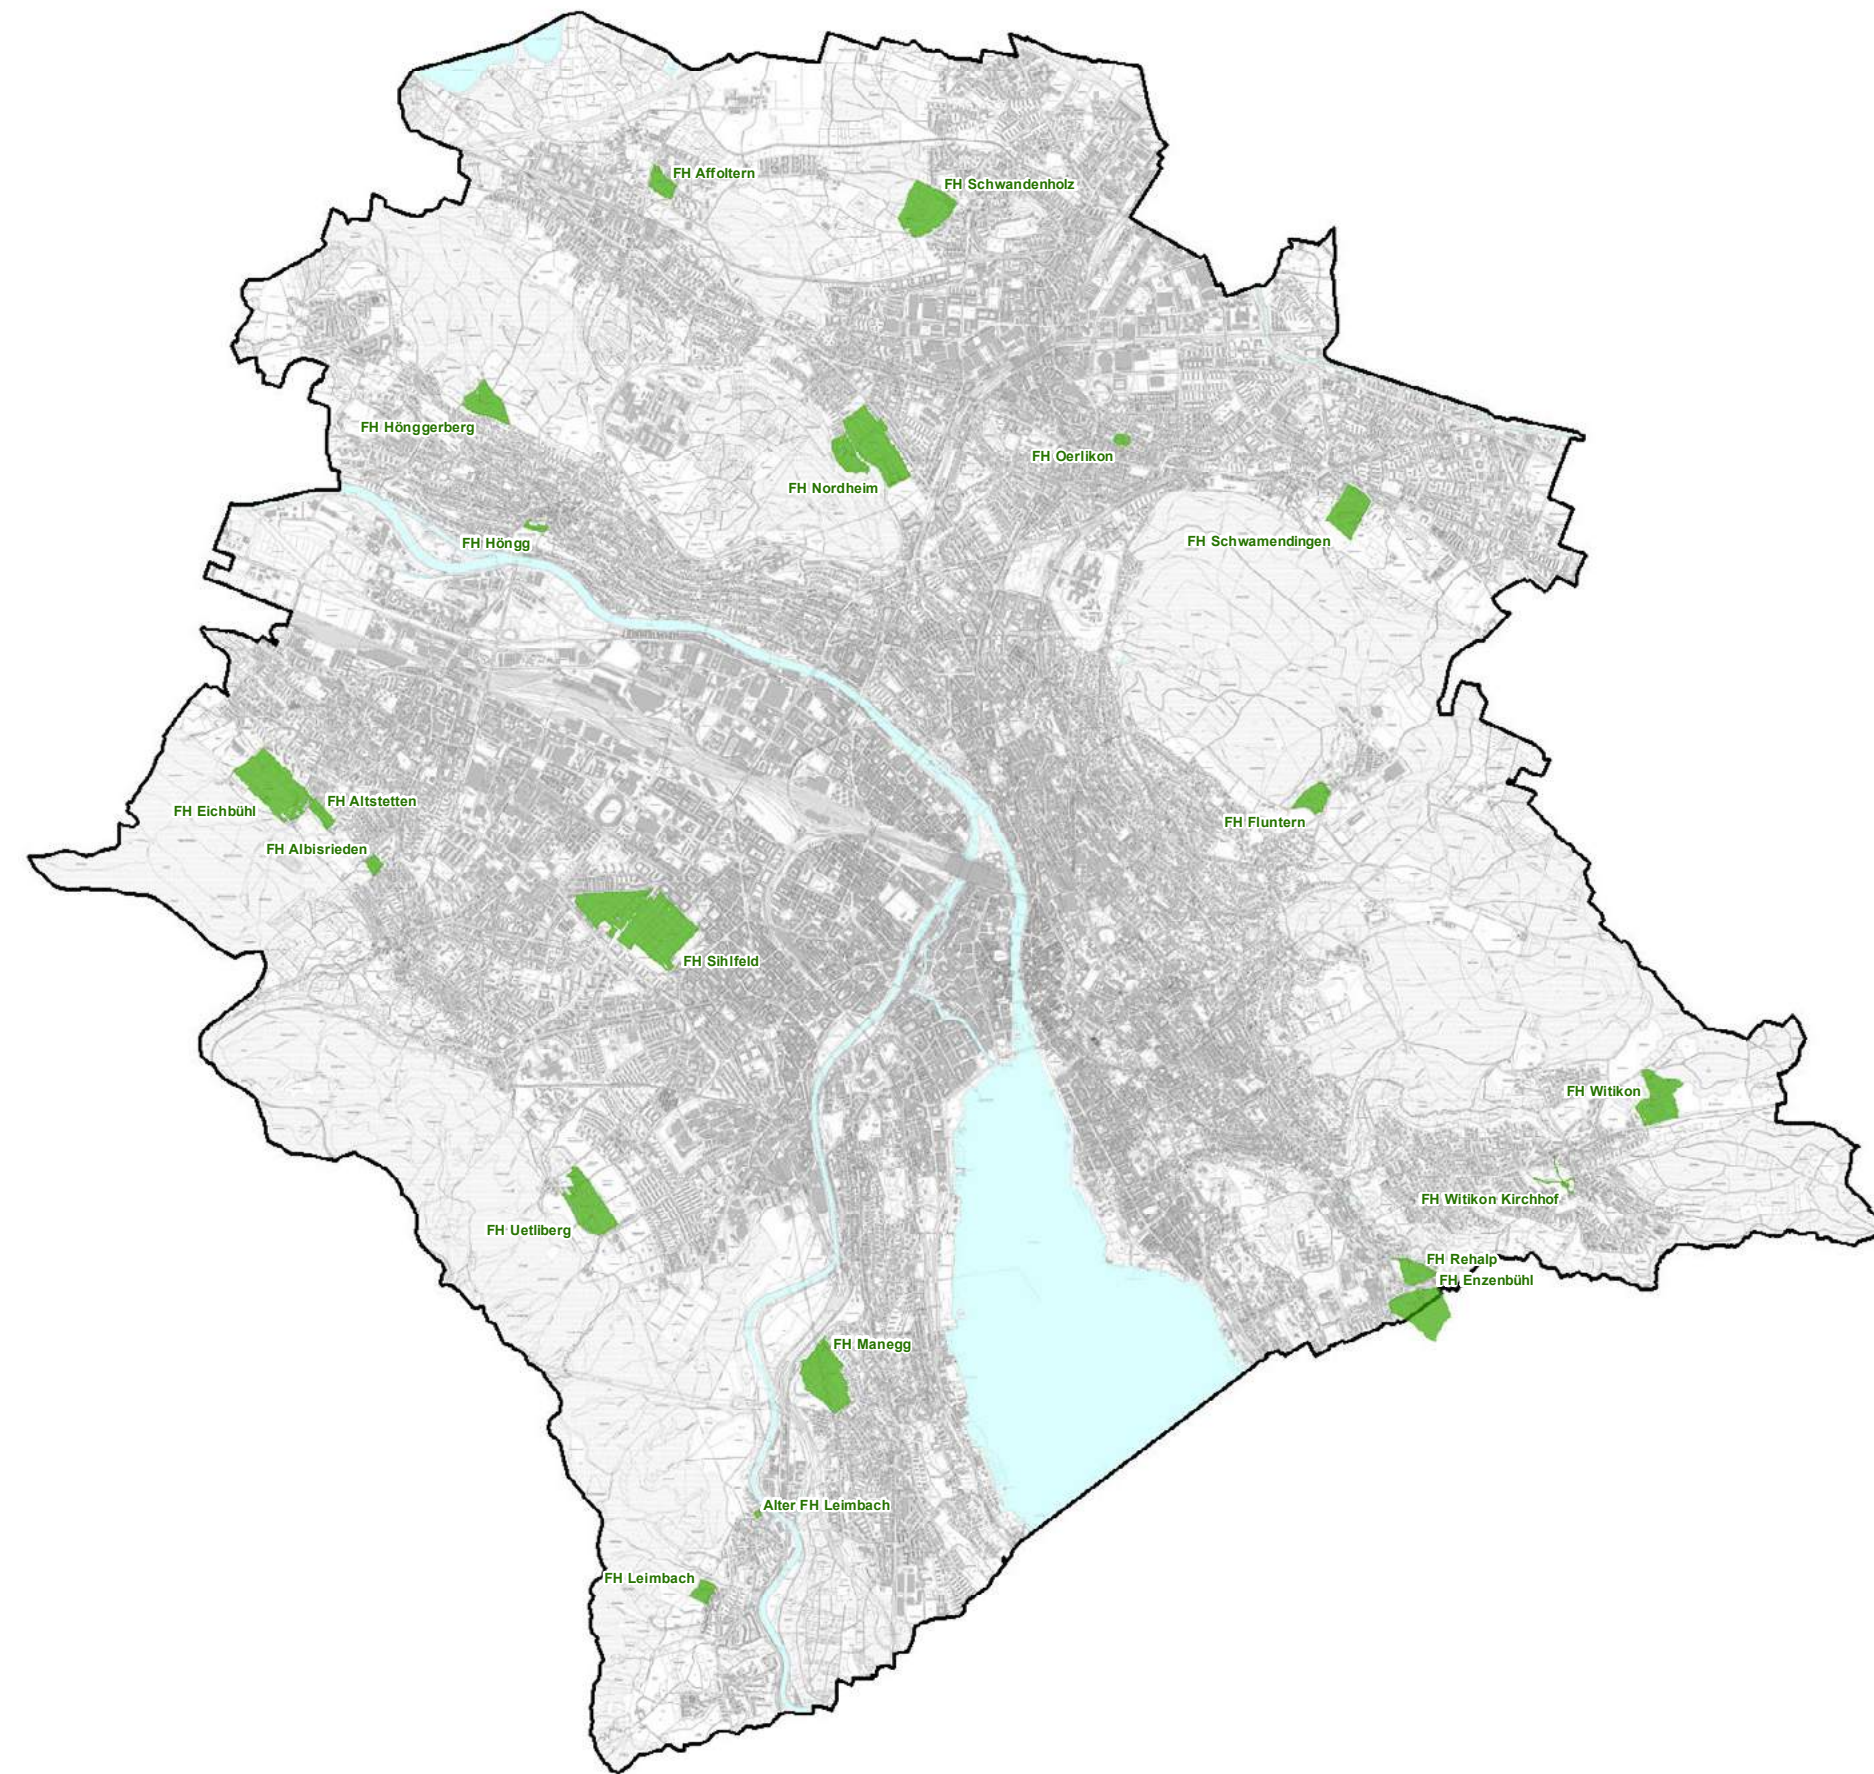 FH Affoltern
FH Schwandenholz
FH Hönggerberg
FH Oerlikon
FH Nordheim
FH Schwamendingen
FH Höngg
FH Altstetten
FH Eichbühl
FH Fluntern
FH Albisrieden
FH Sihlfeld
FH Witikon
FH Witikon Kirchhof
FH Uetliberg
FH Rehalp
FH Enzenbühl
FH Manegg
Alter FH Leimbach
FH Leimbach